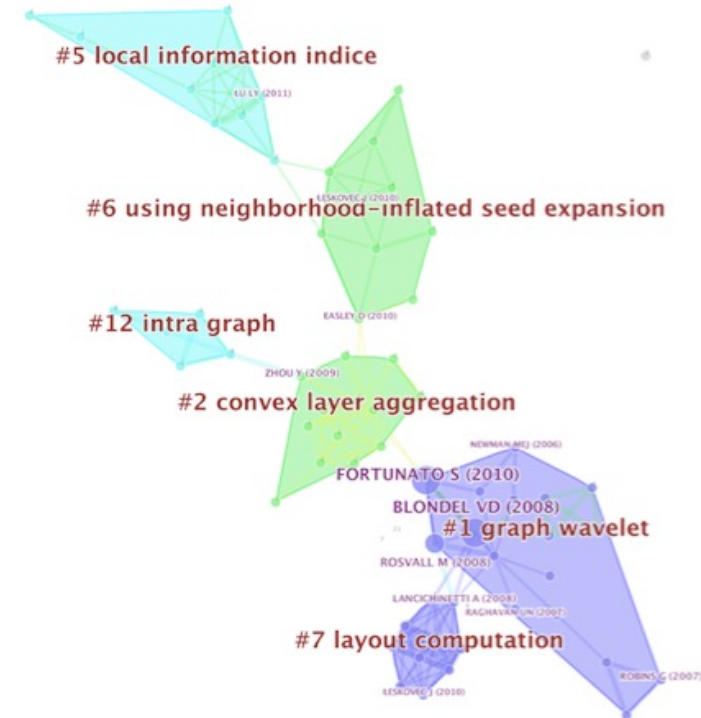 #5 local information indice
LU LY (2011)
LESKOVEC J (2010)
#6 using neighborhood-inflated seed expansion
EASLEY D (2010)
#12 intra graph
ZHOU Y (2009)
#2 convex layer aggregation
NEWMAN MEJ (2006)
FORTUNATO S (2010)
BLONDEL VD (2008)
#1 graph wavelet
ROSVALL M (2008)
LANCICHINETTI A (2008)
RAGHAVAN UN (2007)
#7 layout computation
ROBINS G (2007)
LESKOVEC J (2010)